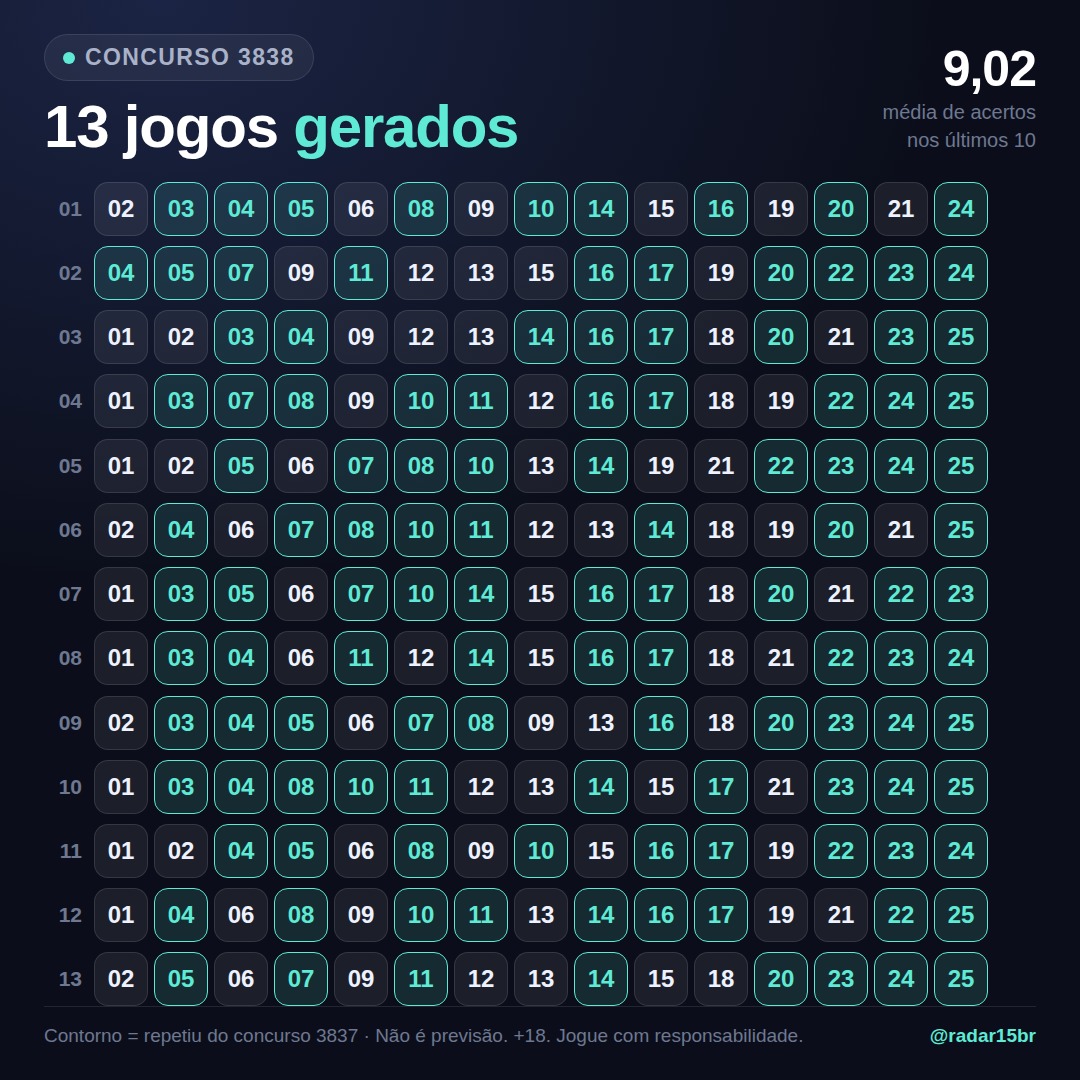 CONCURSO 3838
9,02
13 jogos gerados
média de acertos
nos últimos 10
01 02 03 04 05 06 08 09 10 14 15 16 19 20 21 24
02 04 05 07 09 11 12 13 15 16 17 19 20 22 23 24
03 01 02 03 04 09 12 13 14 16 17 18 20 21 23 25
04 01 03 07 08 09 10 11 12 16 17 18 19 22 24 25
05 01 02 05 06 07 08 10 13 14 19 21 22 23 24 25
06 02 04 06 07 08 10 11 12 13 14 18 19 20 21 25
07 01 03 05 06 07 10 14 15 16 17 18 20 21 22 23
08 01 03 04 06 11 12 14 15 16 17 18 21 22 23 24
09 02 03 04 05 06 07 08 09 13 16 18 20 23 24 25
10 01 03 04 08 10 11 12 13 14 15 17 21 23 24 25
11 01 02 04 05 06 08 09 10 15 16 17 19 22 23 24
12 01 04 06 08 09 10 11 13 14 16 17 19 21 22 25
13 02 05 06 07 09 11 12 13 14 15 18 20 23 24 25
Contorno = repetiu do concurso 3837 · Não é previsão. +18. Jogue com responsabilidade. @radar15br